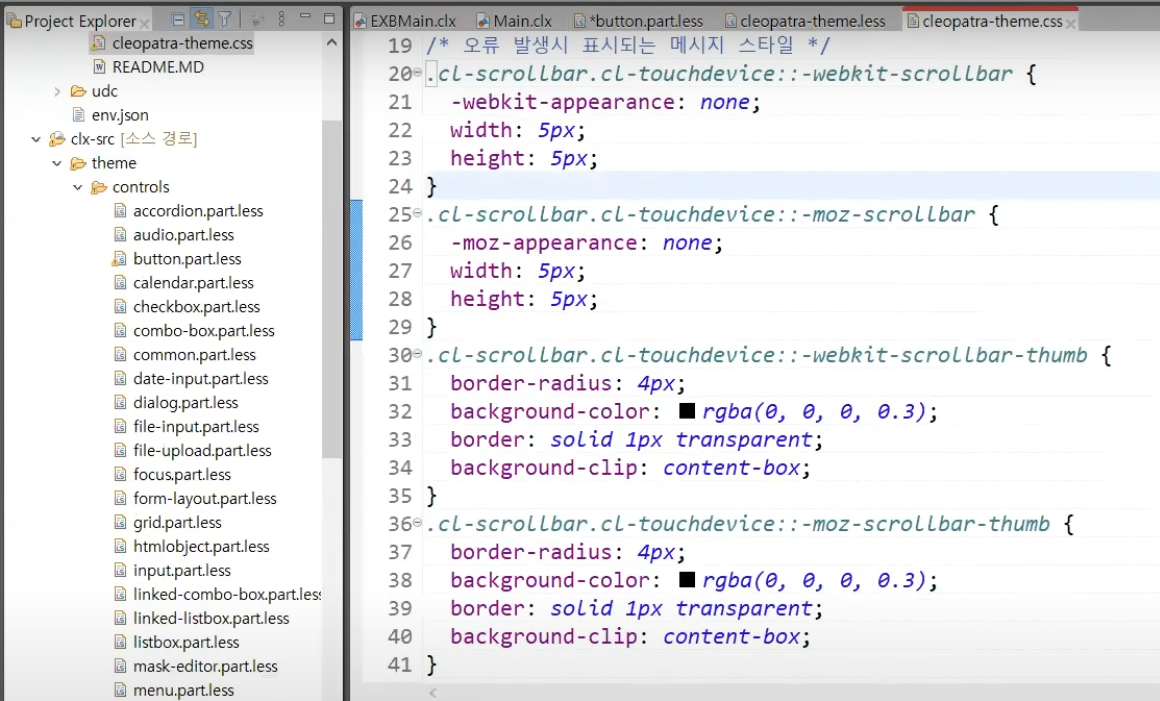 Project Explorer
cleopatra-theme.css
README.MD
udc
env.json
clx-src [소스 경로]
theme
controls
accordion.part.less
audio.part.less
button.part.less
calendar.part.less
checkbox.part.less
combo-box.part.less
common.part.less
date-input.part.less
dialog.part.less
file-input.part.less
file-upload.part.less
focus.part.less
form-layout.part.less
grid.part.less
htmlobject.part.less
input.part.less
linked-combo-box.part.less
linked-listbox.part.less
listbox.part.less
mask-editor.part.less
menu.part.less
EXBMain.clx Main.clx *button.part.less cleopatra-theme.less cleopatra-theme.css
19 /* 오류 발생시 표시되는 메시지 스타일 */
20 .cl-scrollbar.cl-touchdevice::-webkit-scrollbar {
21 -webkit-appearance: none;
22 width: 5px;
23 height: 5px;
24 }
25 .cl-scrollbar.cl-touchdevice::-moz-scrollbar {
26 -moz-appearance: none;
27 width: 5px;
28 height: 5px;
29 }
30 .cl-scrollbar.cl-touchdevice::-webkit-scrollbar-thumb {
31 border-radius: 4px;
32 background-color: rgba(0, 0, 0, 0.3);
33 border: solid 1px transparent;
34 background-clip: content-box;
35 }
36 .cl-scrollbar.cl-touchdevice::-moz-scrollbar-thumb {
37 border-radius: 4px;
38 background-color: rgba(0, 0, 0, 0.3);
39 border: solid 1px transparent;
40 background-clip: content-box;
41 }